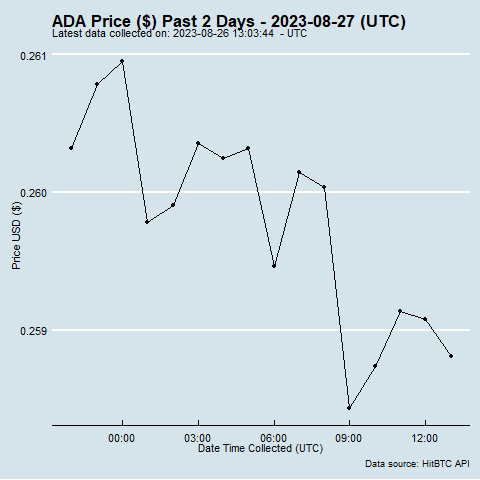 ADA Price ($) Past 2 Days - 2023-08-27 (UTC)
Latest data collected on: 2023-08-26 13:03:44  - UTC
0.261
0.260
0.259
Price USD ($)
00:00 03:00 06:00 09:00 12:00
Date Time Collected (UTC)
Data source: HitBTC API